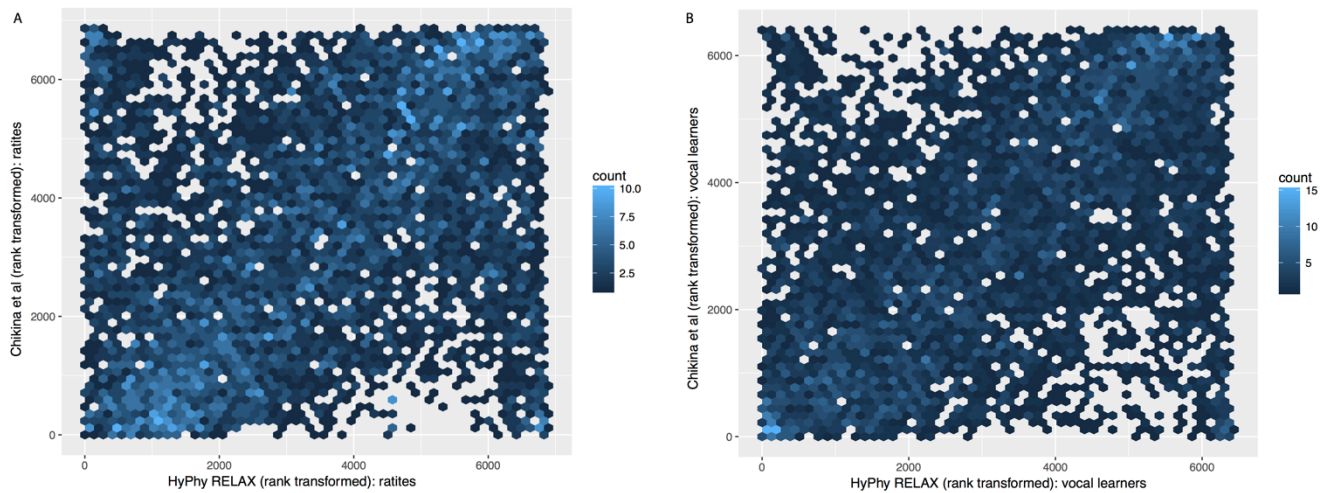 A
Chikina et al (rank transformed): ratites
6000
4000
2000
0
0 2000 4000 6000
HyPhy RELAX (rank transformed): ratites
count
10.0
7.5
5.0
2.5
B
Chikina et al (rank transformed): vocal learners
6000
4000
2000
0
0 2000 4000 6000
HyPhy RELAX (rank transformed): vocal learners
count
15
10
5